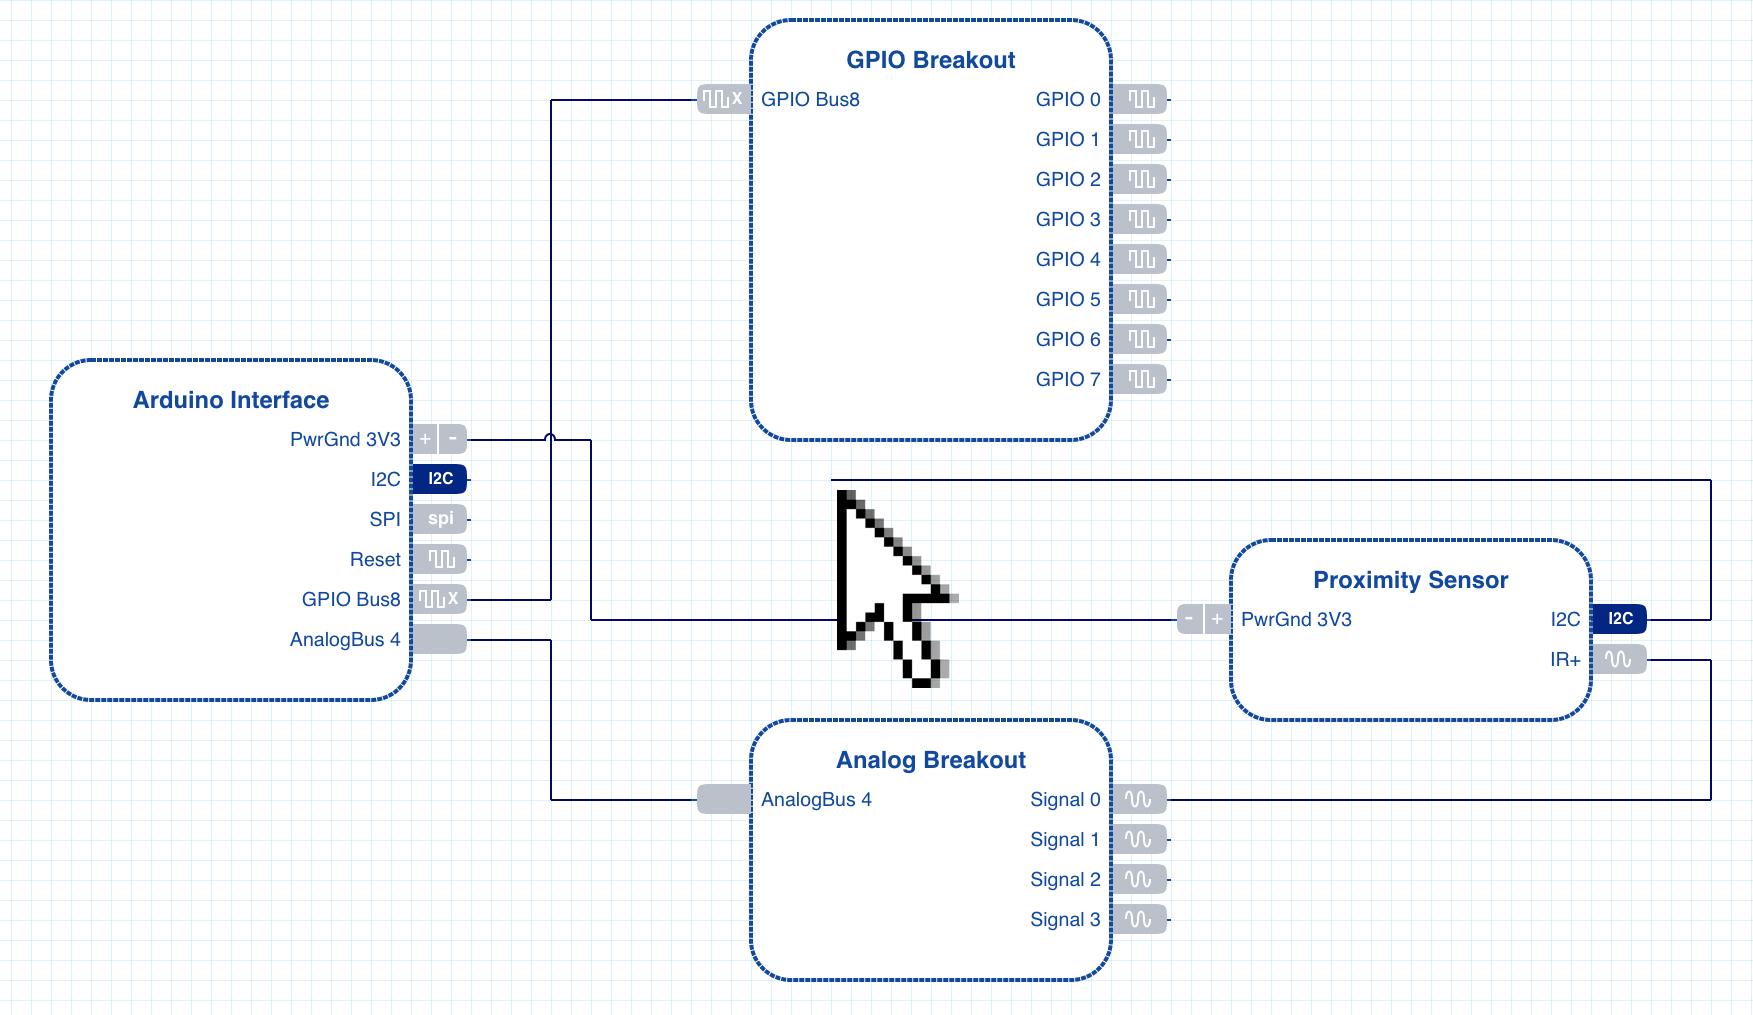 GPIO Breakout
X GPIO Bus8 GPIO 0
GPIO 1
GPIO 2
GPIO 3
GPIO 4
GPIO 5
GPIO 6
GPIO 7
Arduino Interface
PwrGnd 3V3 + -
I2C I2C
SPI spi
Reset
GPIO Bus8 X
AnalogBus 4
Proximity Sensor
- + PwrGnd 3V3 I2C I2C
IR+
Analog Breakout
AnalogBus 4 Signal 0
Signal 1
Signal 2
Signal 3